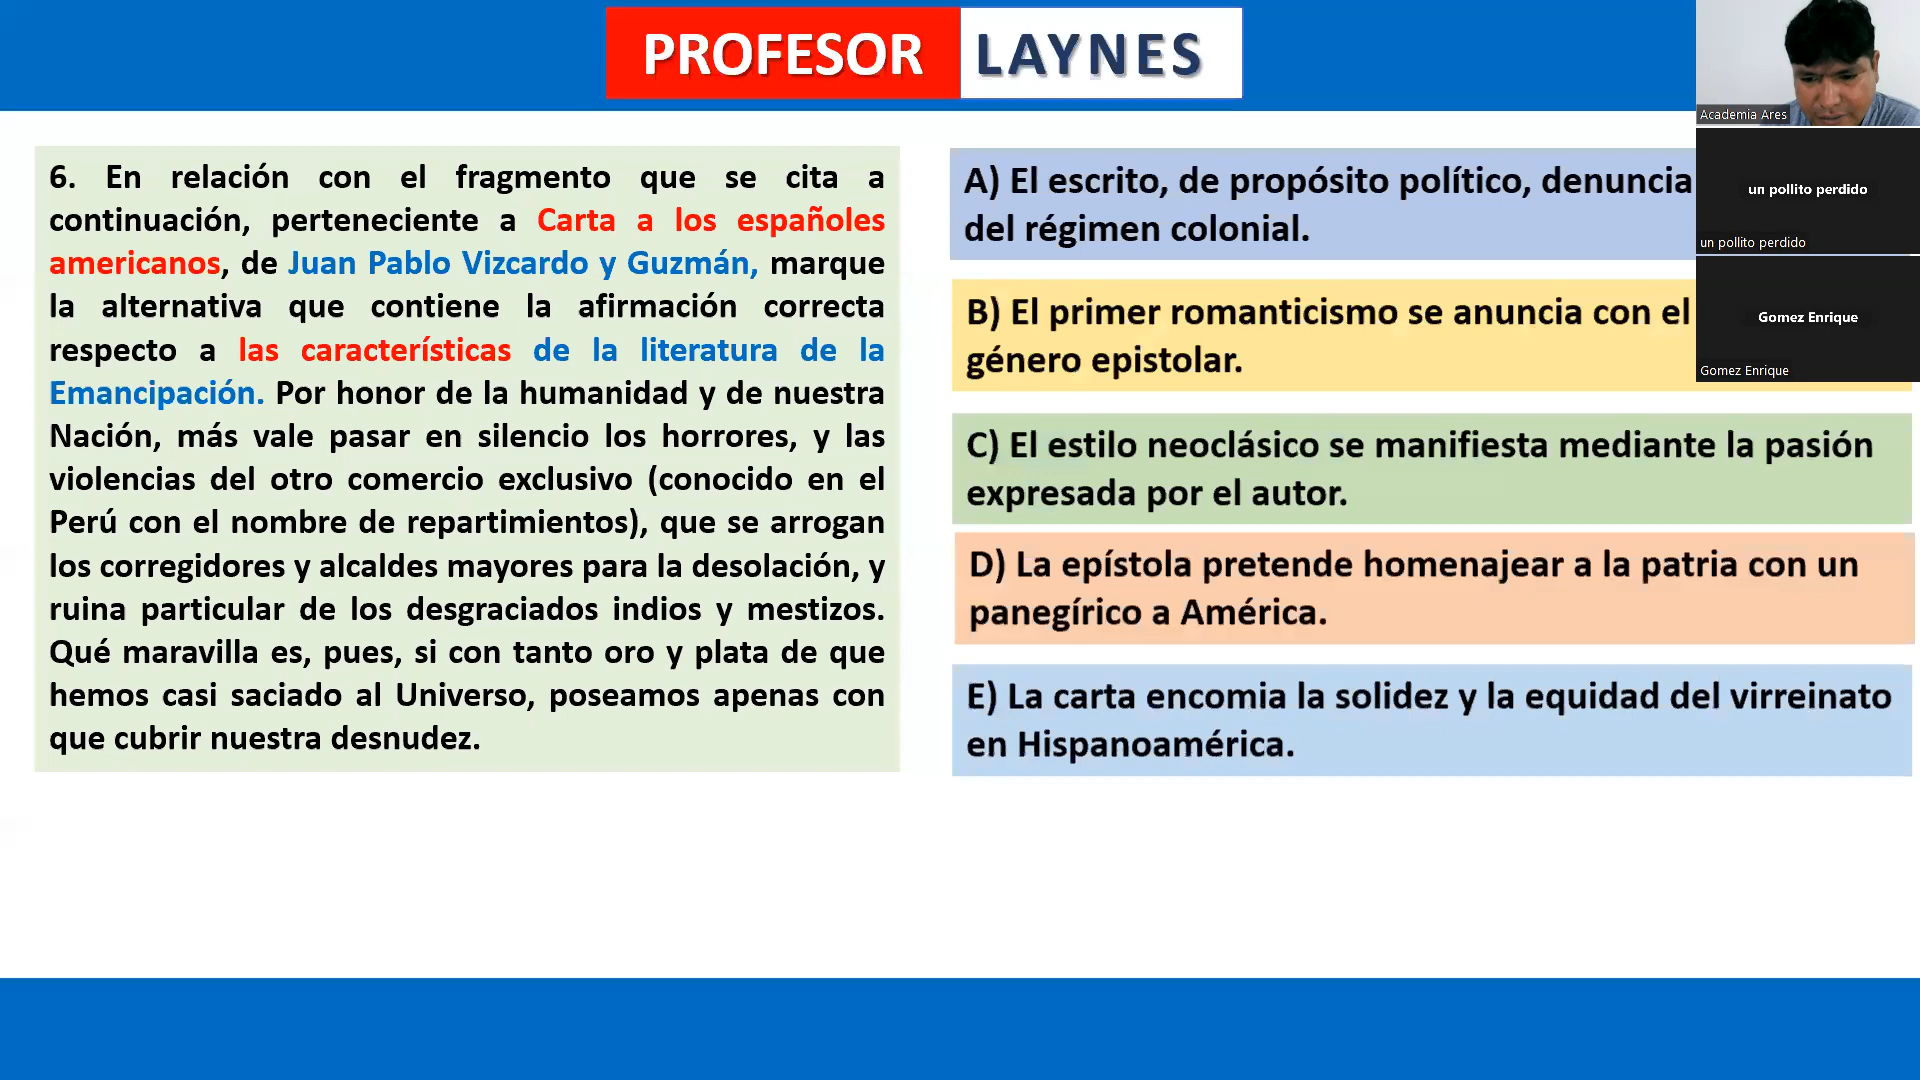 PROFESOR LAYNES
6. En relación con el fragmento que se cita a
continuación, perteneciente a Carta a los españoles
americanos, de Juan Pablo Vizcardo y Guzmán, marque
la alternativa que contiene la afirmación correcta
respecto a las características de la literatura de la
Emancipación. Por honor de la humanidad y de nuestra
Nación, más vale pasar en silencio los horrores, y las
violencias del otro comercio exclusivo (conocido en el
Perú con el nombre de repartimientos), que se arrogan
los corregidores y alcaldes mayores para la desolación, y
ruina particular de los desgraciados indios y mestizos.
Qué maravilla es, pues, si con tanto oro y plata de que
hemos casi saciado al Universo, poseamos apenas con
que cubrir nuestra desnudez.
A) El escrito, de propósito político, denuncia
del régimen colonial.
B) El primer romanticismo se anuncia con el
género epistolar.
C) El estilo neoclásico se manifiesta mediante la pasión
expresada por el autor.
D) La epístola pretende homenajear a la patria con un
panegírico a América.
E) La carta encomia la solidez y la equidad del virreinato
en Hispanoamérica.
Academia Ares
un pollito perdido
un pollito perdido
Gomez Enrique
Gomez Enrique